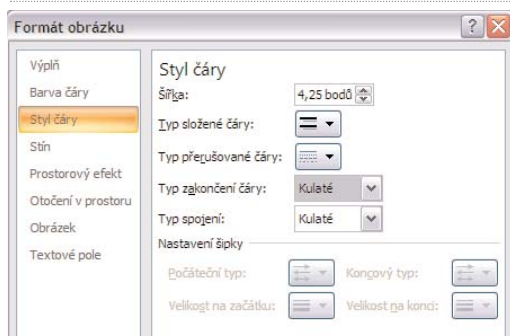 Formát obrázku
Výplň
Barva čáry
Styl čáry
Stín
Prostorový efekt
Otočení v prostoru
Obrázek
Textové pole
Styl čáry
Šířka: 4,25 bodů
Typ složené čáry:
Typ přerušované čáry:
Typ zakončení čáry: Kulaté
Typ spojení: Kulaté
Nastavení šipky
Počáteční typ: Koncový typ:
Velikost na začátku: Velikost na konci: